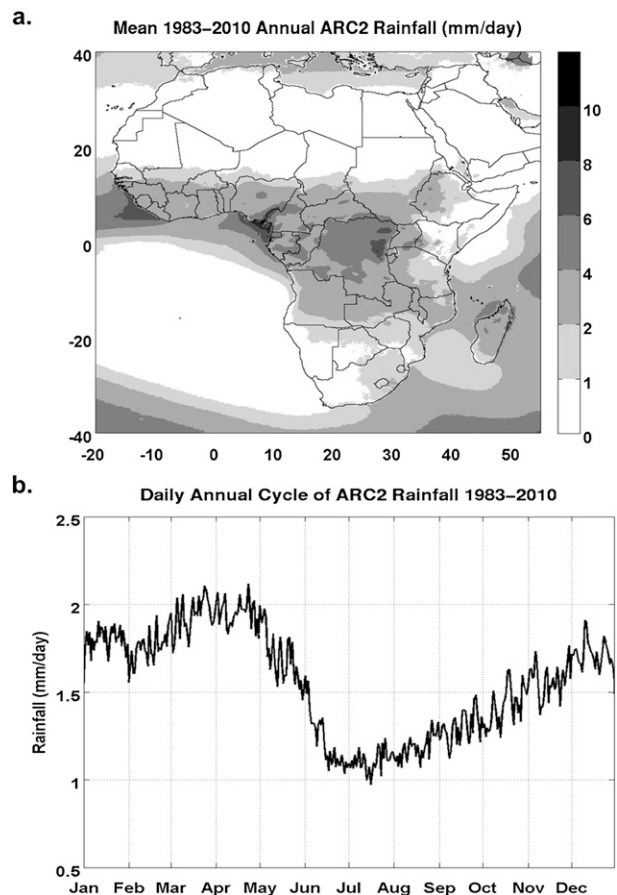 a.
Mean 1983–2010 Annual ARC2 Rainfall (mm/day)
40
20
0
-20
-40
-20 -10 0 10 20 30 40 50
10
8
6
4
2
1
0
b.
Daily Annual Cycle of ARC2 Rainfall 1983–2010
2.5
2
1.5
1
0.5
Rainfall (mm/day)
Jan Feb Mar Apr May Jun Jul Aug Sep Oct Nov Dec